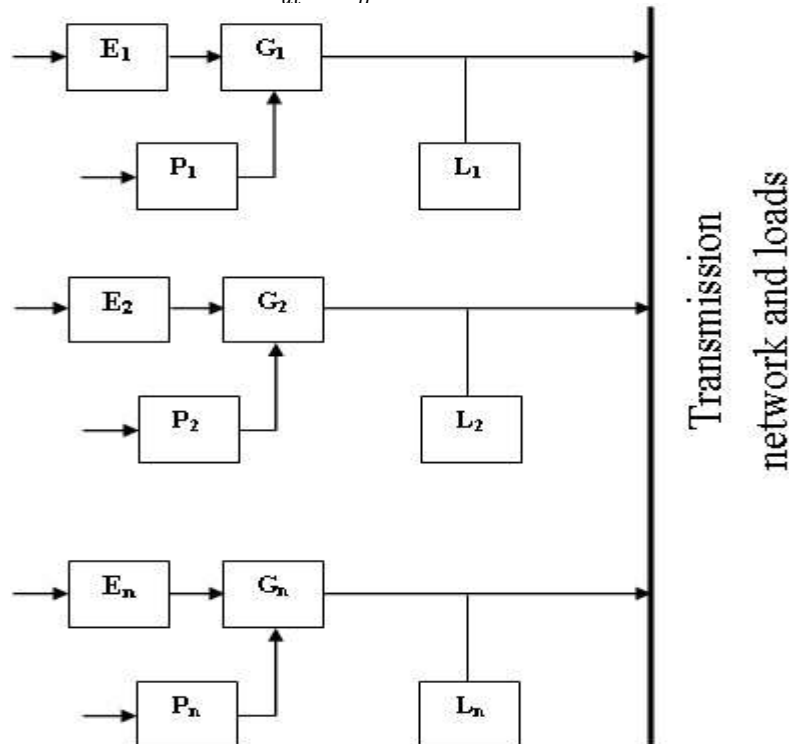 E₁ G₁
P₁ L₁
E₂ G₂
P₂ L₂
Eₙ Gₙ
Pₙ Lₙ
Transmission
network and loads